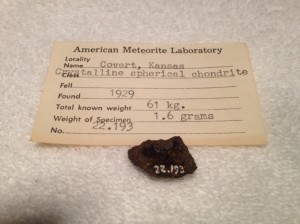 American Meteorite Laboratory
Locality
Name Covert, Kansas
Class Crystalline spherical chondrite
Fell
Found 1929
Total known weight 61 kg.
Weight of Specimen 1.6 grams
No. 22.193
22.193